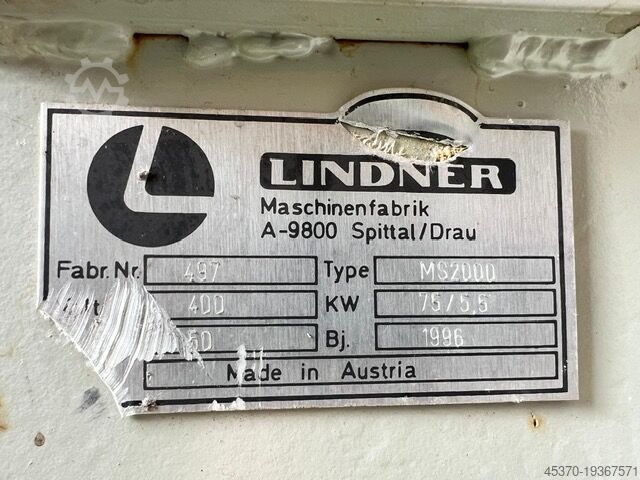 LINDNER
Maschinenfabrik
A-9800 Spittal/Drau
Fabr.Nr. 497 Type MS2000
400 KW 75/5,5
50 Bj. 1996
Made in Austria
45370-19367571